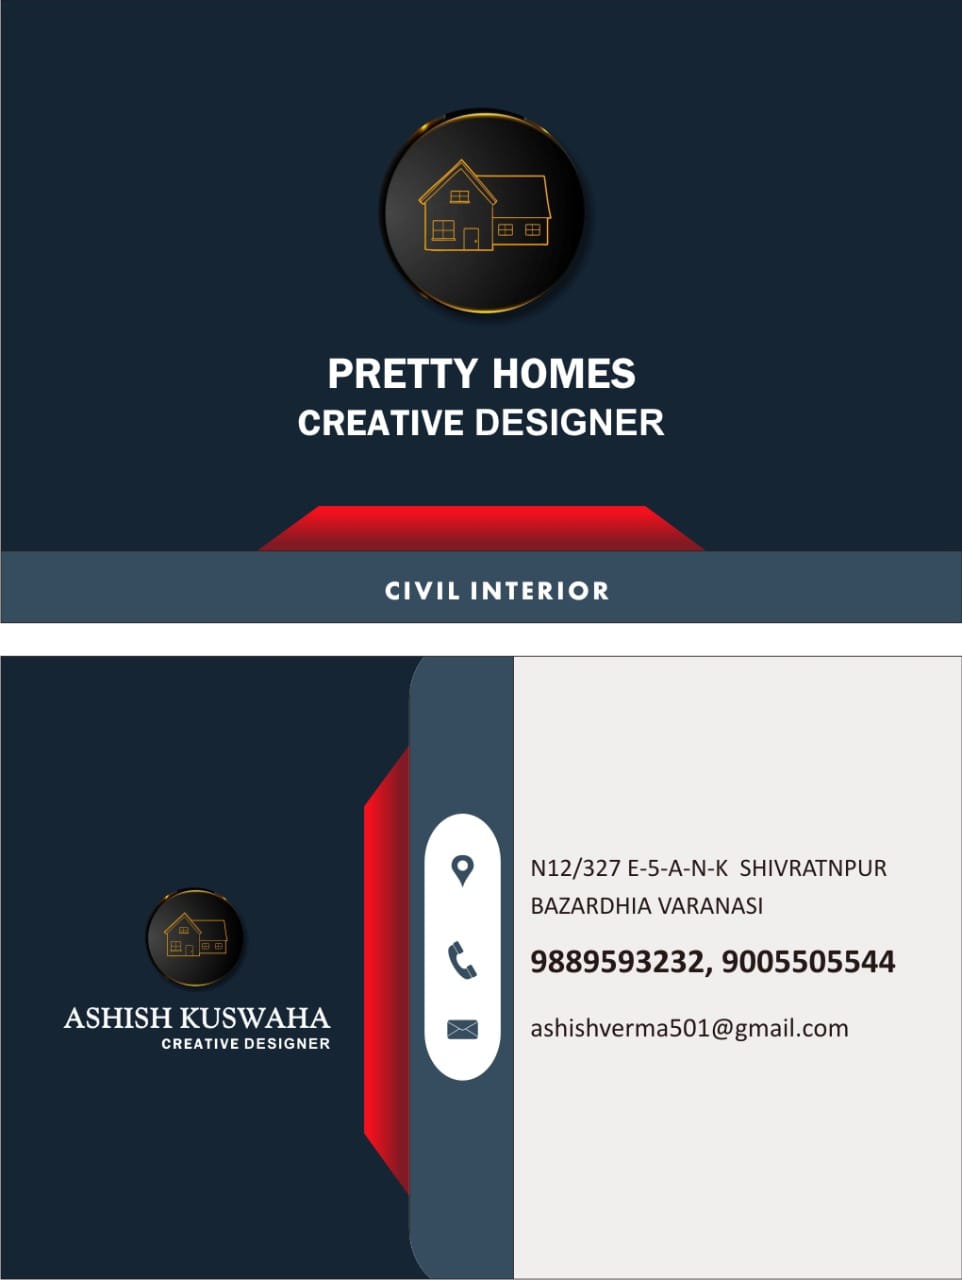 PRETTY HOMES
CREATIVE DESIGNER
CIVIL INTERIOR
ASHISH KUSWAHA
CREATIVE DESIGNER
N12/327 E-5-A-N-K SHIVRATNPUR
BAZARDHIA VARANASI
9889593232, 9005505544
ashishverma501@gmail.com